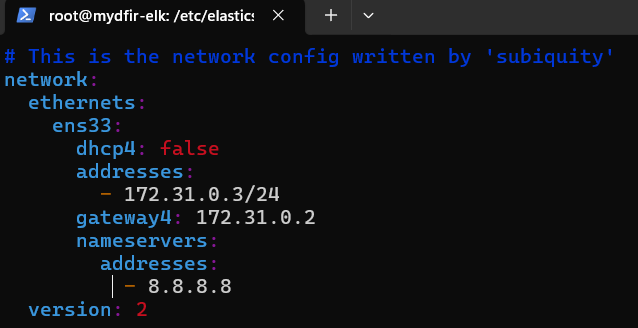 root@mydfir-elk: /etc/elastics
# This is the network config written by 'subiquity'
network:
  ethernets:
    ens33:
      dhcp4: false
      addresses:
        - 172.31.0.3/24
      gateway4: 172.31.0.2
      nameservers:
        addresses:
          - 8.8.8.8
  version: 2